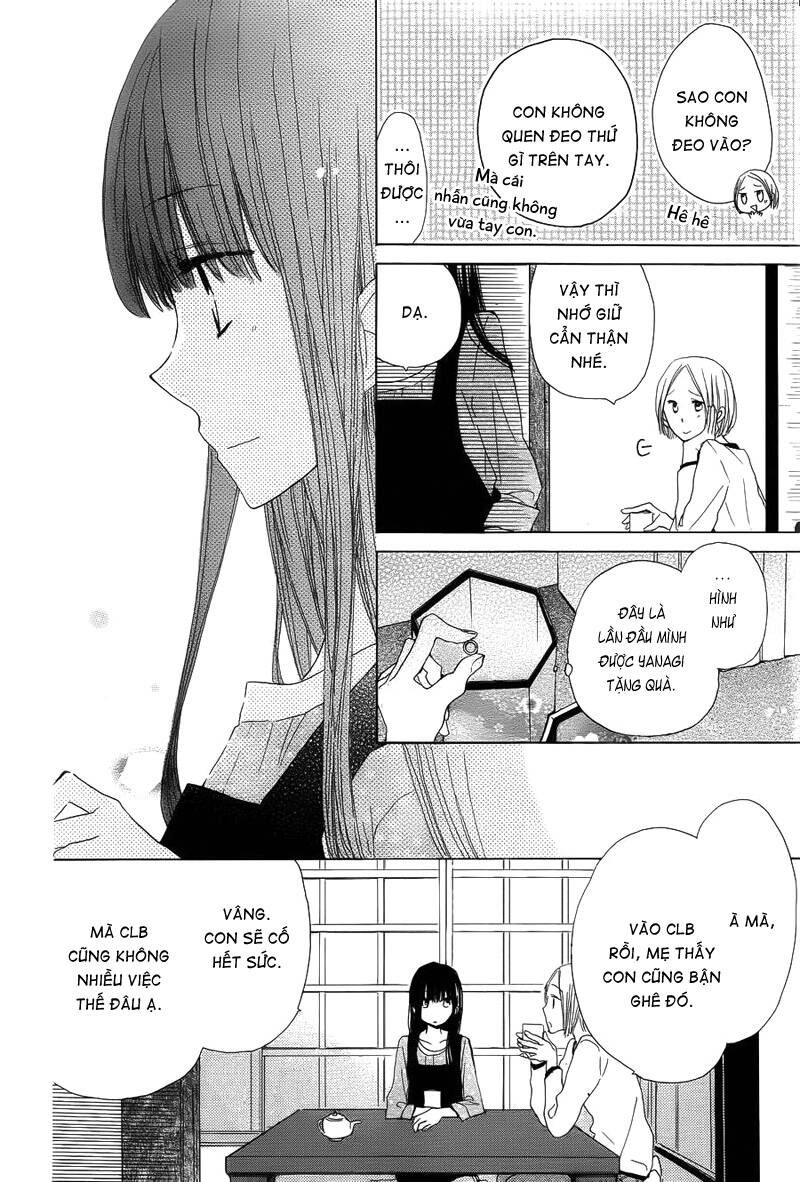 SAO CON
KHÔNG
ĐEO VÀO?
Hê hê
CON KHÔNG
QUEN ĐEO THỨ
GÌ TRÊN TAY.
Mà cái
nhẫn cũng không
vừa tay con.
...
THÔI
ĐƯỢC
...
VẬY THÌ
NHỚ GIỮ
CẨN THẬN
NHÉ.
DẠ.
...
HÌNH
NHƯ
ĐÂY LÀ
LẦN ĐẦU MÌNH
ĐƯỢC YANAGI
TẶNG QUÀ.
À MÀ,
VÀO CLB
RỒI, MẸ THẤY
CON CŨNG BẬN
GHÊ ĐÓ.
VÂNG.
CON SẼ CỐ
HẾT SỨC.
MÀ CLB
CŨNG KHÔNG
NHIỀU VIỆC
THẾ ĐÂU Ạ.